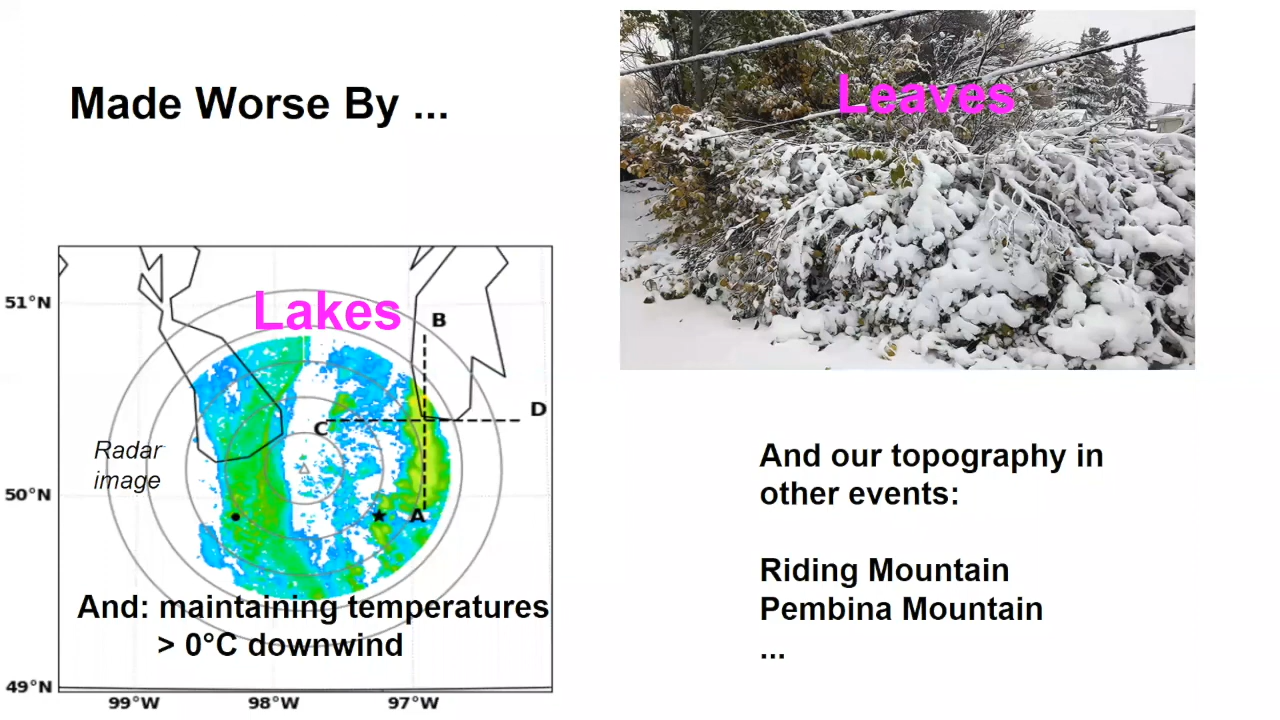 Made Worse By ...
Leaves
Lakes
B
51°N
D
C
Radar
image
50°N
A
And: maintaining temperatures
> 0°C downwind
49°N
99°W
98°W
97°W
And our topography in
other events:
Riding Mountain
Pembina Mountain
...